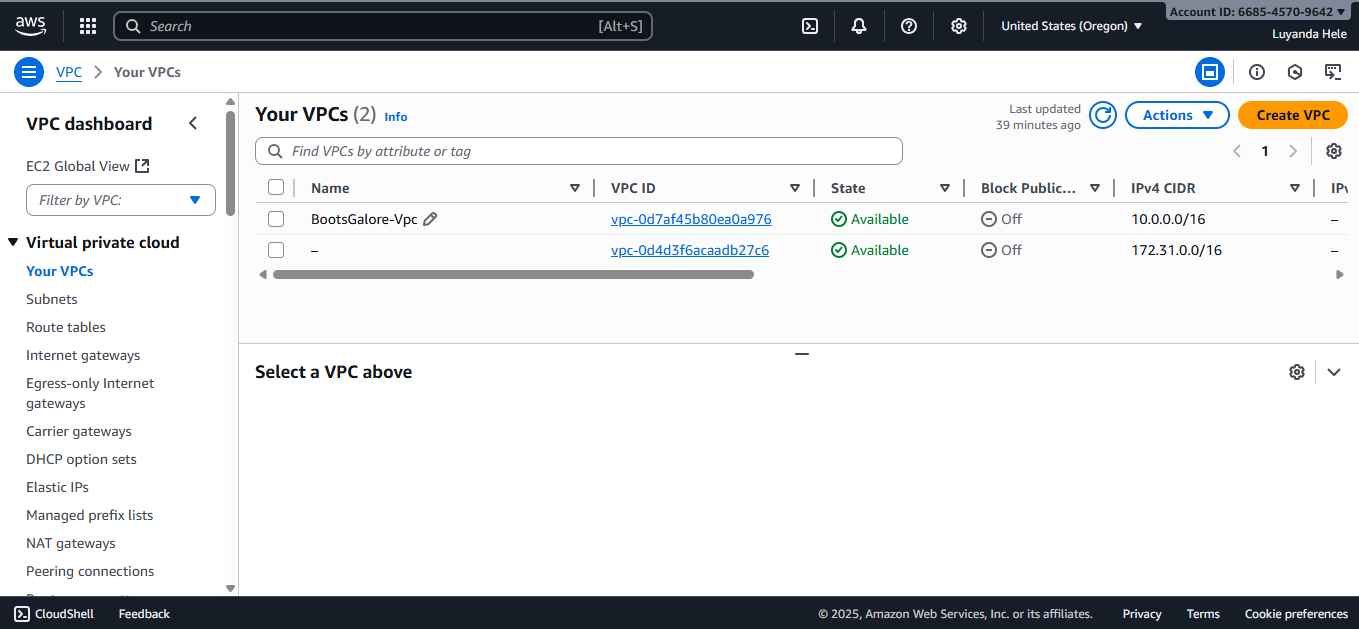 aws
Search [Alt+S]
United States (Oregon)
Account ID: 6685-4570-9642
Luyanda Hele
VPC
Your VPCs
VPC dashboard
EC2 Global View
Filter by VPC:
Virtual private cloud
Your VPCs
Subnets
Route tables
Internet gateways
Egress-only Internet
gateways
Carrier gateways
DHCP option sets
Elastic IPs
Managed prefix lists
NAT gateways
Peering connections
Your VPCs (2) Info
Last updated
39 minutes ago
Actions
Create VPC
Find VPCs by attribute or tag
1
Name VPC ID State Block Public... IPv4 CIDR
BootsGalore-Vpc vpc-0d7af45b80ea0a976 Available Off 10.0.0.0/16 –
– vpc-0d4d3f6acaadb27c6 Available Off 172.31.0.0/16 –
Select a VPC above
CloudShell Feedback © 2025, Amazon Web Services, Inc. or its affiliates. Privacy Terms Cookie preferences